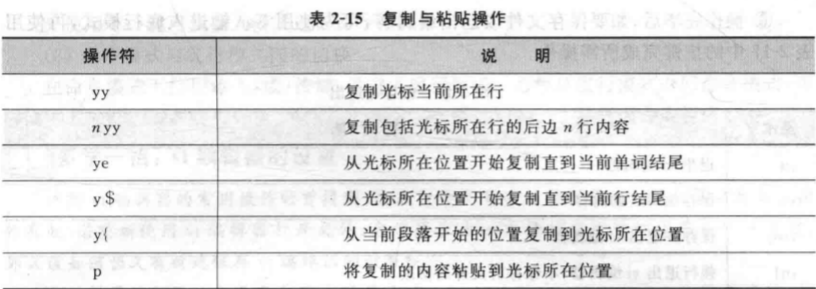 表 2-15 复制与粘贴操作
操作符 说 明
yy 复制光标当前所在行
nyy 复制包括光标所在行的后边 n 行内容
ye 从光标所在位置开始复制直到当前单词结尾
y$ 从光标所在位置开始复制直到当前行结尾
y{ 从当前段落开始的位置复制到光标所在位置
p 将复制的内容粘贴到光标所在位置